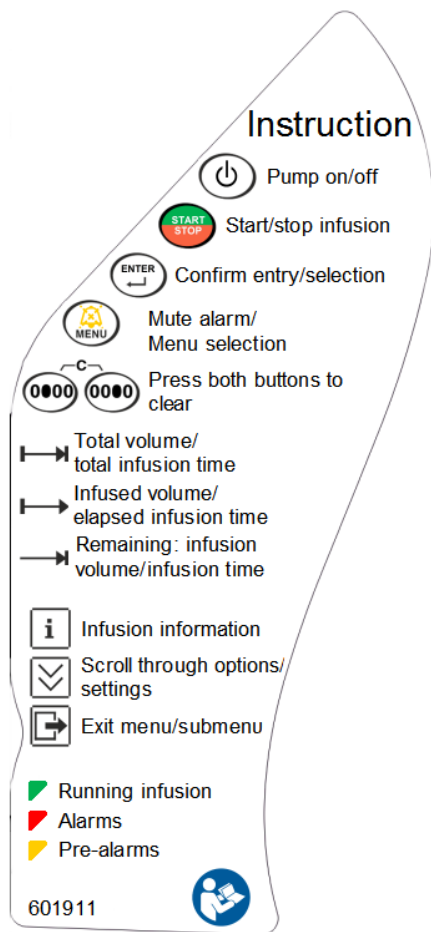 Instruction
Pump on/off
START
STOP
Start/stop infusion
ENTER
Confirm entry/selection
MENU
Mute alarm/
Menu selection
C
0000 0000
Press both buttons to
clear
Total volume/
total infusion time
Infused volume/
elapsed infusion time
Remaining: infusion
volume/infusion time
i
Infusion information
Scroll through options/
settings
Exit menu/submenu
Running infusion
Alarms
Pre-alarms
601911